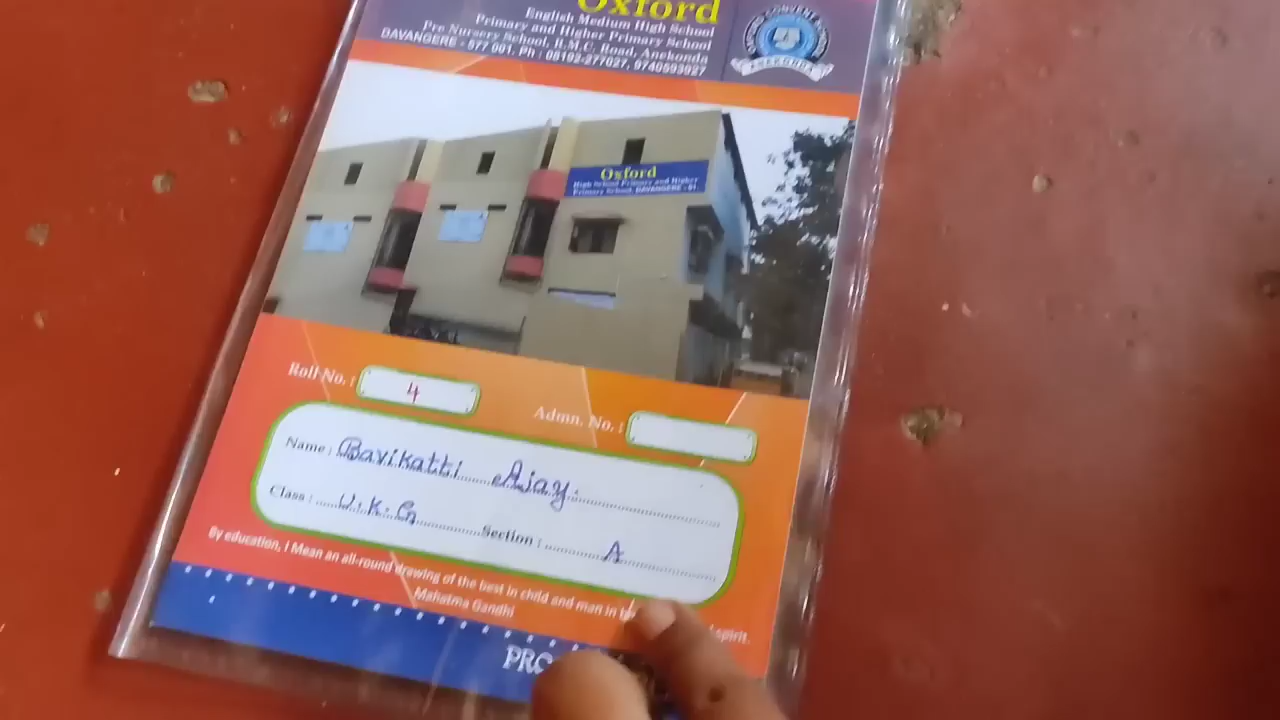 Oxford
English Medium High School
Primary and Higher Primary School
Pre Nursery School, B.M.C. Road, Anekonda
DAVANGERE - 577 001. Ph : 08192-277027, 9740593927
Oxford
High School Primary and Higher
Primary School, DAVANGERE - 01
Roll No. : 4
Admn. No. :
Name : Bavikatti Ajay.
Class : U.K.G Section : A
By education, I Mean an all-round drawing of the best in child and man in spirit.
Mahatma Gandhi